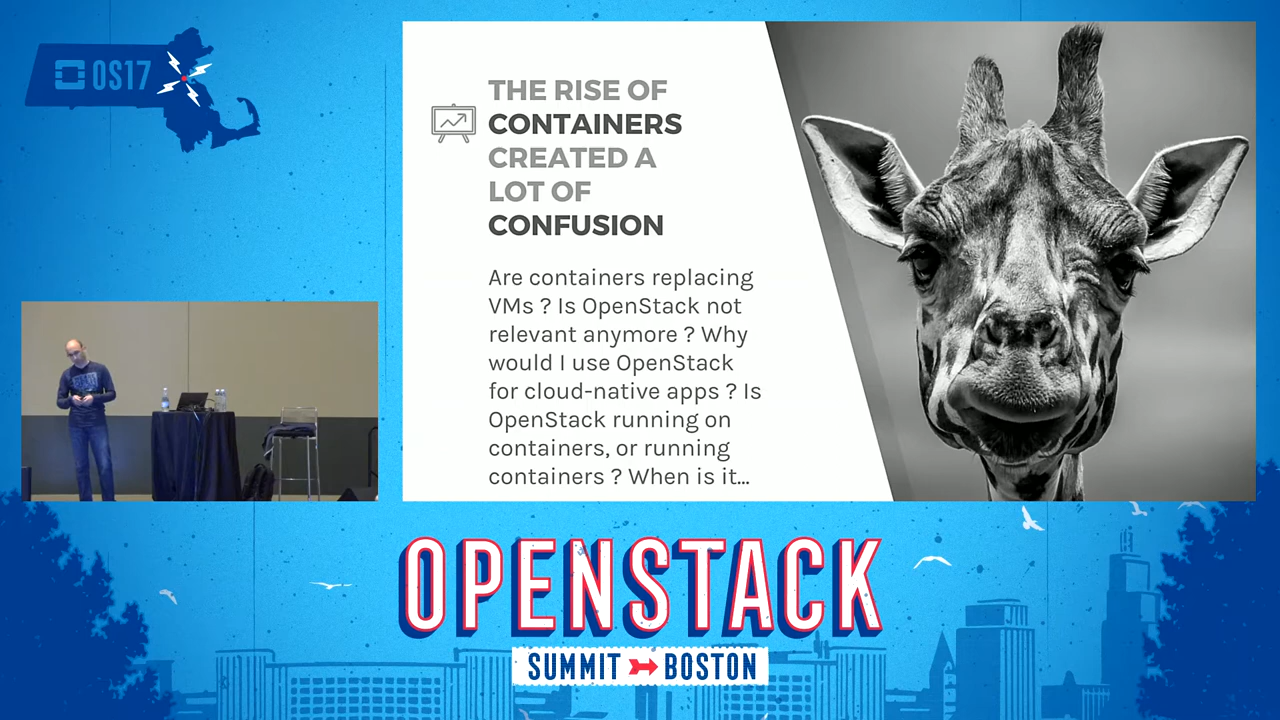 OS17
THE RISE OF
CONTAINERS
CREATED A
LOT OF
CONFUSION
Are containers replacing
VMs ? Is OpenStack not
relevant anymore ? Why
would I use OpenStack
for cloud-native apps ? Is
OpenStack running on
containers, or running
containers ? When is it...
OPENSTACK
SUMMIT BOSTON